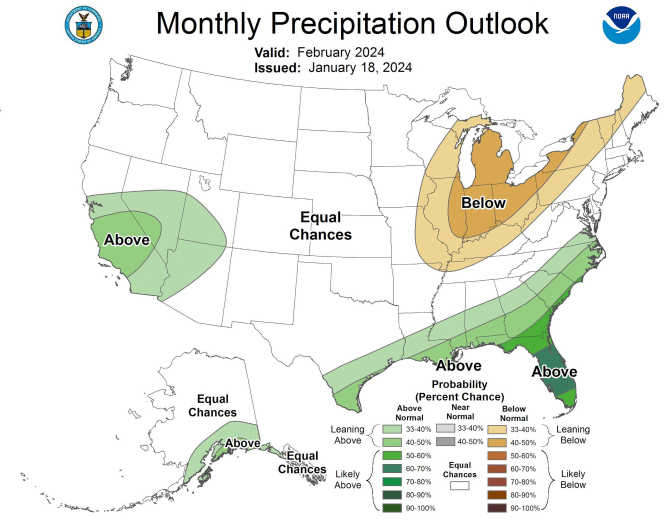 Monthly Precipitation Outlook
NOAA
Valid: February 2024
Issued: January 18, 2024
Below
Equal
Chances
Above
Above
Above
Equal
Chances
Above
Equal
Chances
Probability
(Percent Chance)
Above
Normal
Near
Normal
Below
Normal
Leaning
Above
33-40%
40-50%
33-40%
40-50%
33-40%
40-50%
Leaning
Below
Likely
Above
50-60%
60-70%
70-80%
80-90%
90-100%
Equal
Chances
50-60%
60-70%
70-80%
80-90%
90-100%
Likely
Below